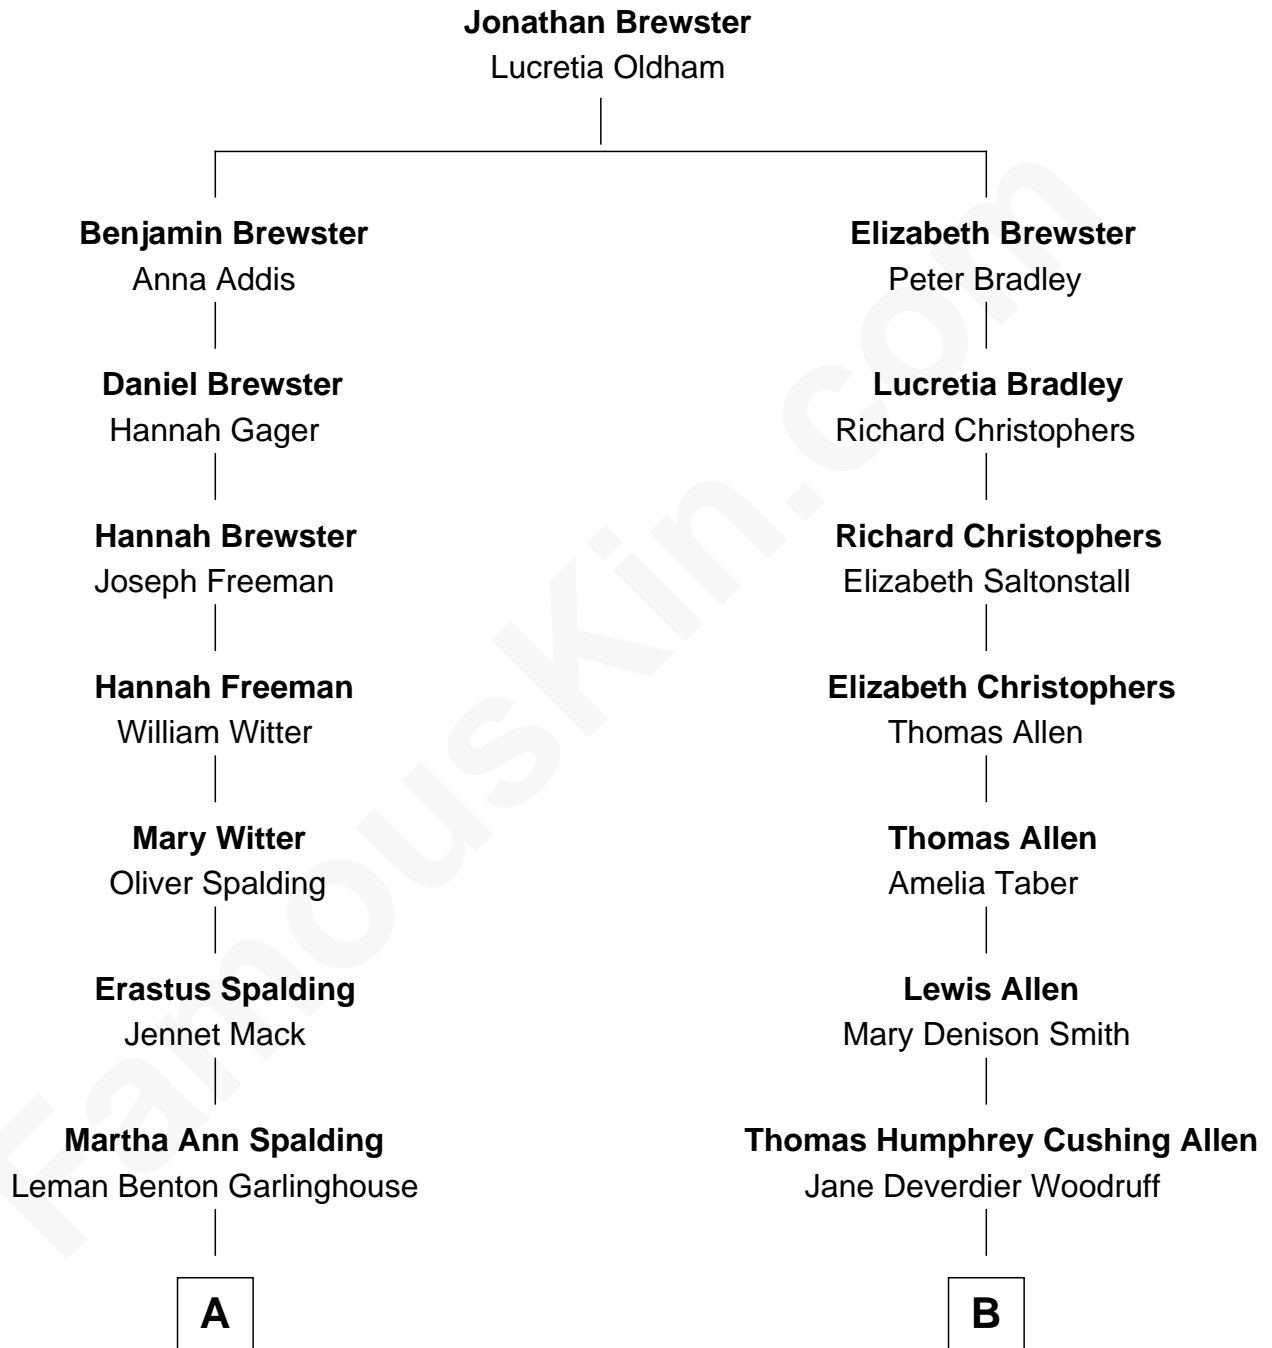 Jonathan Brewster
Lucretia Oldham
Benjamin Brewster
Anna Addis
Elizabeth Brewster
Peter Bradley
Daniel Brewster
Hannah Gager
Lucretia Bradley
Richard Christophers
Hannah Brewster
Joseph Freeman
Richard Christophers
Elizabeth Saltonstall
Hannah Freeman
William Witter
Elizabeth Christophers
Thomas Allen
Mary Witter
Oliver Spalding
Thomas Allen
Amelia Taber
Erastus Spalding
Jennet Mack
Lewis Allen
Mary Denison Smith
Martha Ann Spalding
Leman Benton Garlinghouse
Thomas Humphrey Cushing Allen
Jane Deverdier Woodruff
A
B
FamousKin.com